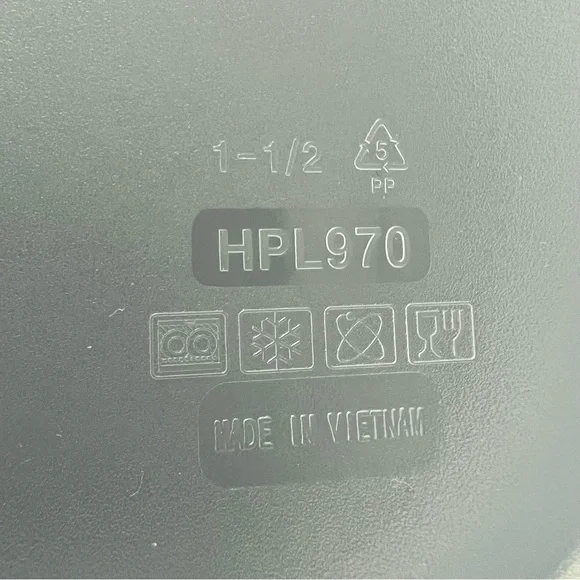 1-1/2 5
PP
HPL970
MADE IN VIETNAM